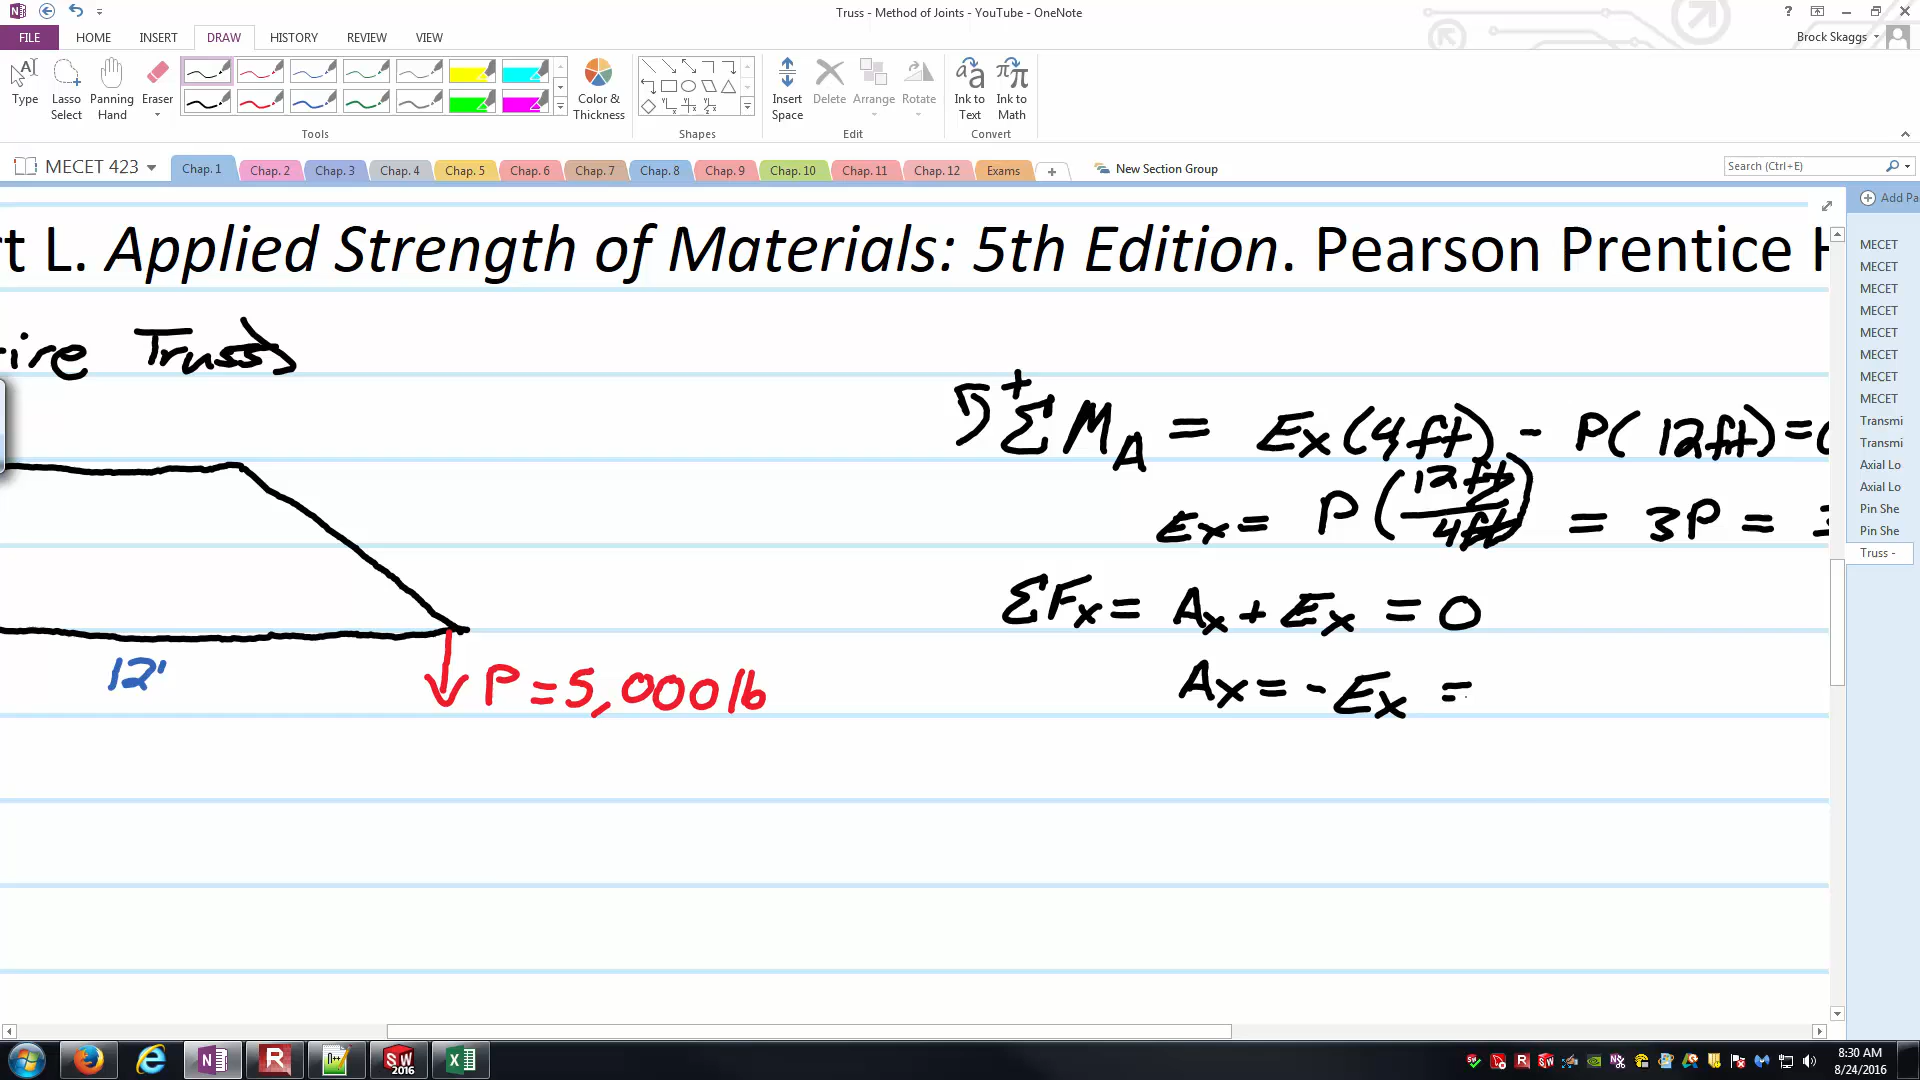 Truss - Method of Joints - YouTube - OneNote
Brock Skaggs
FILE HOME INSERT DRAW HISTORY REVIEW VIEW
Type
Lasso Select
Panning Hand
Eraser
Color & Thickness
Insert Space
Delete
Arrange
Rotate
Ink to Text
Ink to Math
Tools
Shapes
Edit
Convert
MECET 423
Chap. 1 Chap. 2 Chap. 3 Chap. 4 Chap. 5 Chap. 6 Chap. 7 Chap. 8 Chap. 9 Chap. 10 Chap. 11 Chap. 12 Exams
New Section Group
Search (Ctrl+E)
Add Pa
MECET
MECET
MECET
MECET
MECET
MECET
MECET
MECET
Transmi
Transmi
Axial Lo
Axial Lo
Pin She
Pin She
Truss -
t L. Applied Strength of Materials: 5th Edition. Pearson Prentice H
ire Truss
+ΣM_A = Ex(4ft) - P(12ft)=0
Ex = P(12ft/4ft) = 3P = 3
ΣFx = Ax + Ex = 0
Ax = -Ex =
12'
P = 5,000 lb
8:30 AM
8/24/2016